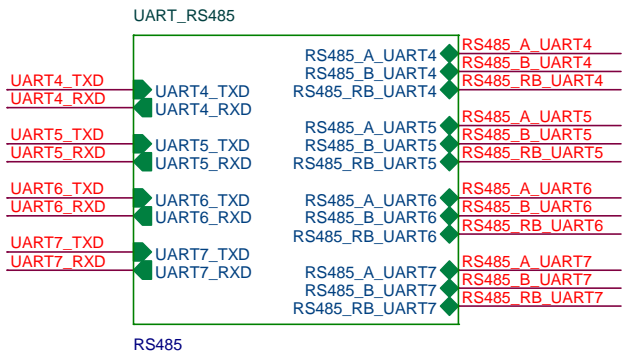 UART_RS485
UART4_TXD UART4_TXD RS485_A_UART4 RS485_A_UART4
UART4_RXD UART4_RXD RS485_B_UART4 RS485_B_UART4
RS485_RB_UART4 RS485_RB_UART4
UART5_TXD UART5_TXD RS485_A_UART5 RS485_A_UART5
UART5_RXD UART5_RXD RS485_B_UART5 RS485_B_UART5
RS485_RB_UART5 RS485_RB_UART5
UART6_TXD UART6_TXD RS485_A_UART6 RS485_A_UART6
UART6_RXD UART6_RXD RS485_B_UART6 RS485_B_UART6
RS485_RB_UART6 RS485_RB_UART6
UART7_TXD UART7_TXD RS485_A_UART7 RS485_A_UART7
UART7_RXD UART7_RXD RS485_B_UART7 RS485_B_UART7
RS485_RB_UART7 RS485_RB_UART7
RS485